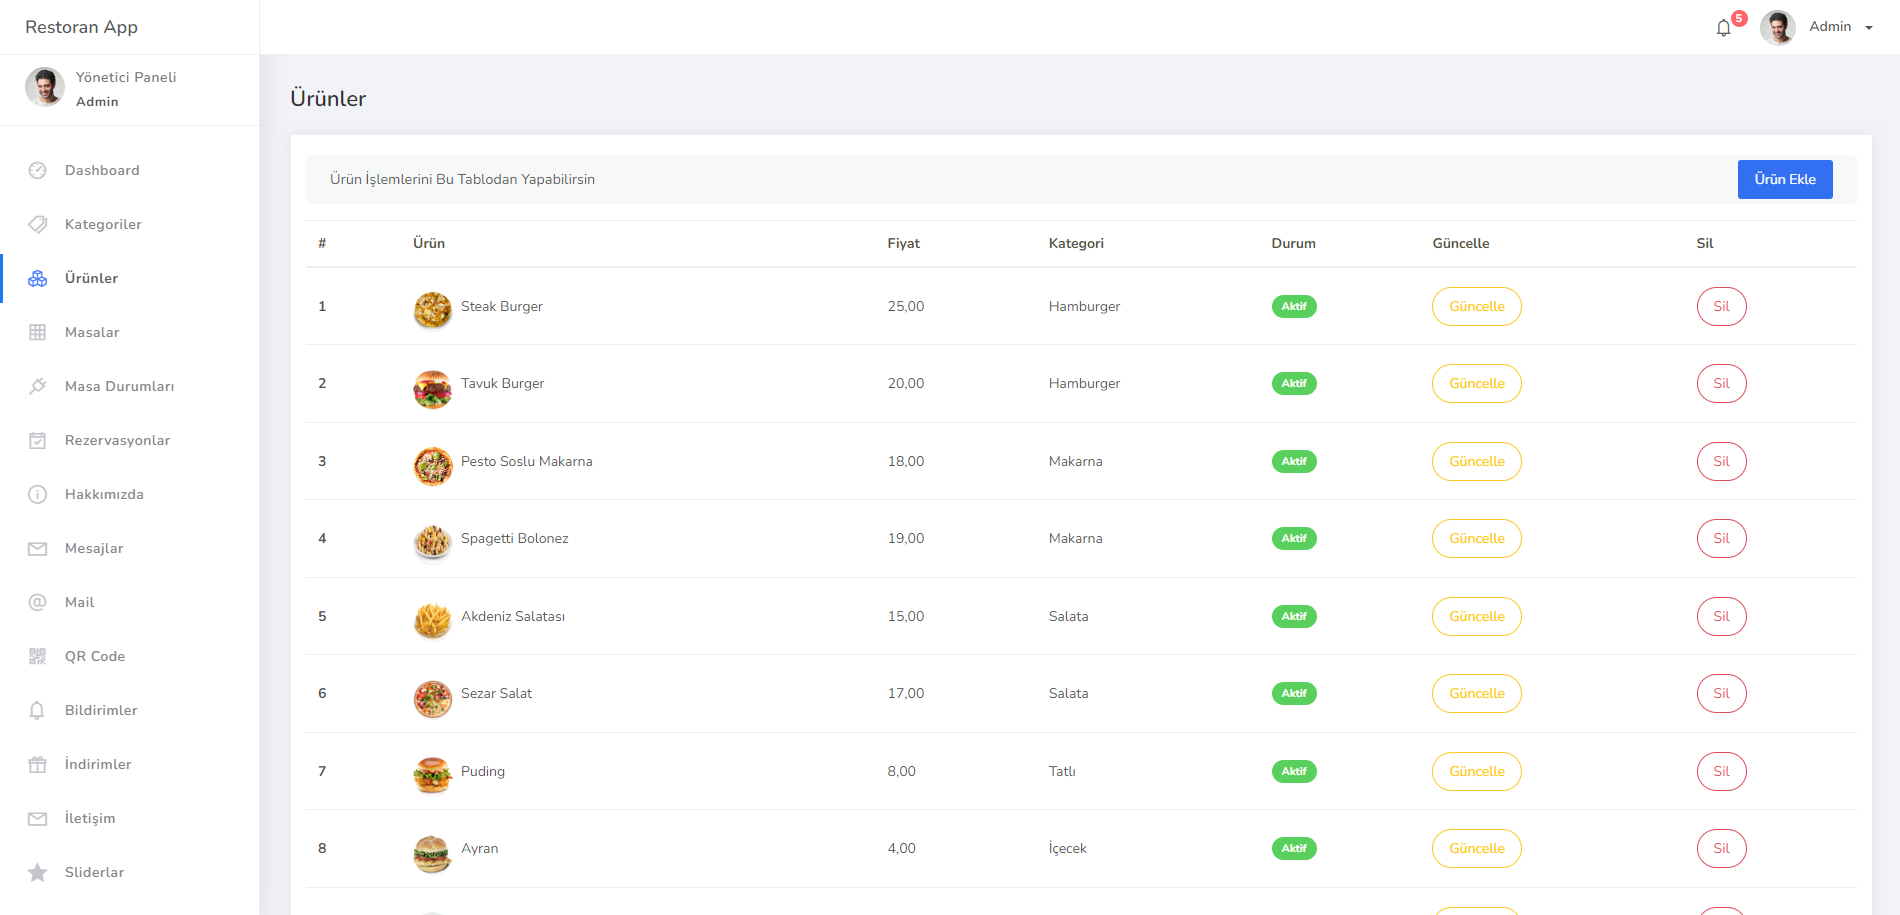 Restoran App
5
Admin
Yönetici Paneli
Admin
Dashboard
Kategoriler
Ürünler
Masalar
Masa Durumları
Rezervasyonlar
Hakkımızda
Mesajlar
Mail
QR Code
Bildirimler
İndirimler
İletişim
Sliderlar
Ürünler
Ürün İşlemlerini Bu Tablodan Yapabilirsin
Ürün Ekle
# Ürün Fiyat Kategori Durum Güncelle Sil
1 Steak Burger 25,00 Hamburger Aktif Güncelle Sil
2 Tavuk Burger 20,00 Hamburger Aktif Güncelle Sil
3 Pesto Soslu Makarna 18,00 Makarna Aktif Güncelle Sil
4 Spagetti Bolonez 19,00 Makarna Aktif Güncelle Sil
5 Akdeniz Salatası 15,00 Salata Aktif Güncelle Sil
6 Sezar Salat 17,00 Salata Aktif Güncelle Sil
7 Puding 8,00 Tatlı Aktif Güncelle Sil
8 Ayran 4,00 İçecek Aktif Güncelle Sil